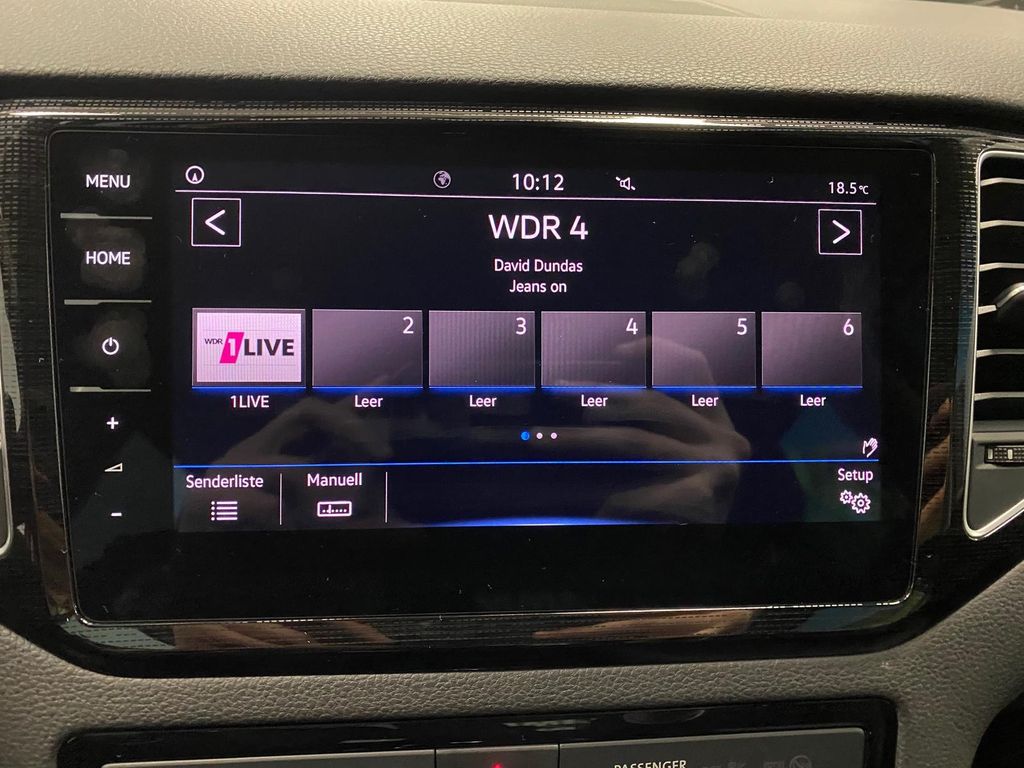 MENU
HOME
+
-
10:12
18.5°C
<
WDR 4
>
David Dundas
Jeans on
WDR 1LIVE
2
3
4
5
6
1LIVE
Leer
Leer
Leer
Leer
Leer
Senderliste
Manuell
Setup
PASSENGER